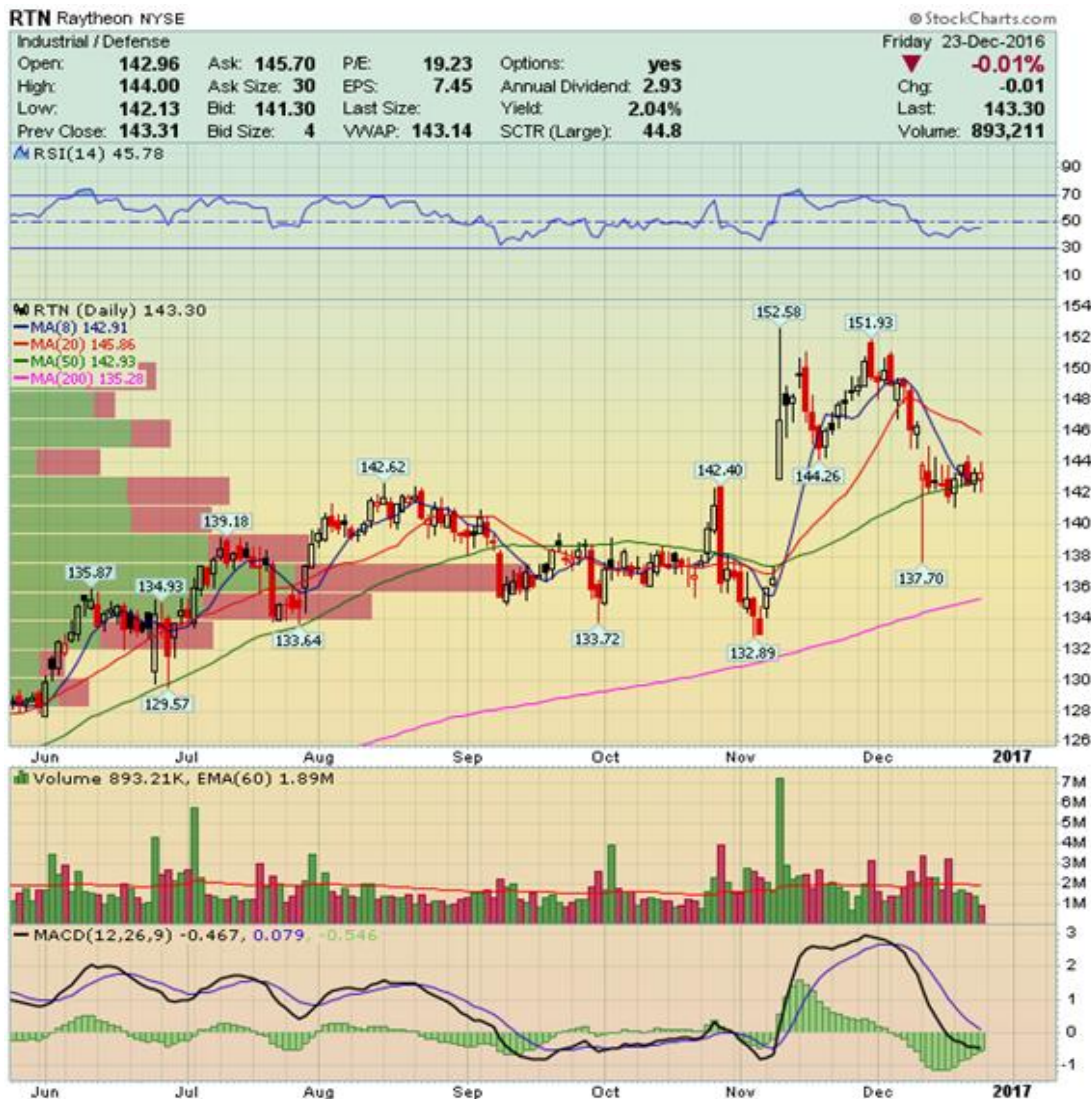 RTN Raytheon NYSE
© StockCharts.com
Industrial / Defense
Friday 23-Dec-2016
Open: 142.96 Ask: 145.70 P/E: 19.23 Options: yes
▼ -0.01%
High: 144.00 Ask Size: 30 EPS: 7.45 Annual Dividend: 2.93
Chg: -0.01
Low: 142.13 Bid: 141.30 Last Size: Yield: 2.04%
Last: 143.30
Prev Close: 143.31 Bid Size: 4 VWAP: 143.14 SCTR (Large): 44.8
Volume: 893,211
RSI(14) 45.78
90
70
50
30
10
RTN (Daily) 143.30
MA(8) 142.91
MA(20) 145.86
MA(50) 142.93
MA(200) 135.28
152.58
151.93
144.26
142.62
142.40
139.18
137.70
135.87
134.93
133.64
133.72
132.89
129.57
154
152
150
148
146
144
142
140
138
136
134
132
130
128
126
Jun Jul Aug Sep Oct Nov Dec 2017
Volume 893.21K, EMA(60) 1.89M
7M
6M
5M
4M
3M
2M
1M
MACD(12,26,9) -0.467, 0.079, -0.546
3
2
1
0
-1
Jun Jul Aug Sep Oct Nov Dec 2017